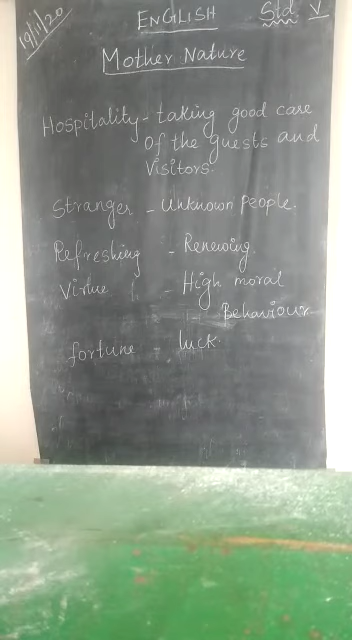 19/11/20
ENGLISH
Std V
Mother Nature
Hospitality - taking good care
Of the guests and
Visitors.
Stranger - Unknown people.
Refreshing - Renewing.
Virtue - High moral
Behaviour
fortune - luck.